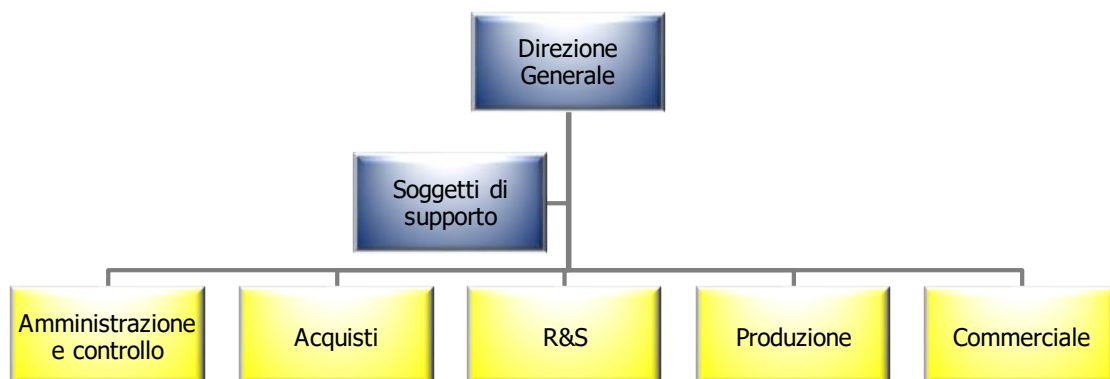 Direzione
Generale
Soggetti di
supporto
Amministrazione
e controllo
Acquisti
R&S
Produzione
Commerciale